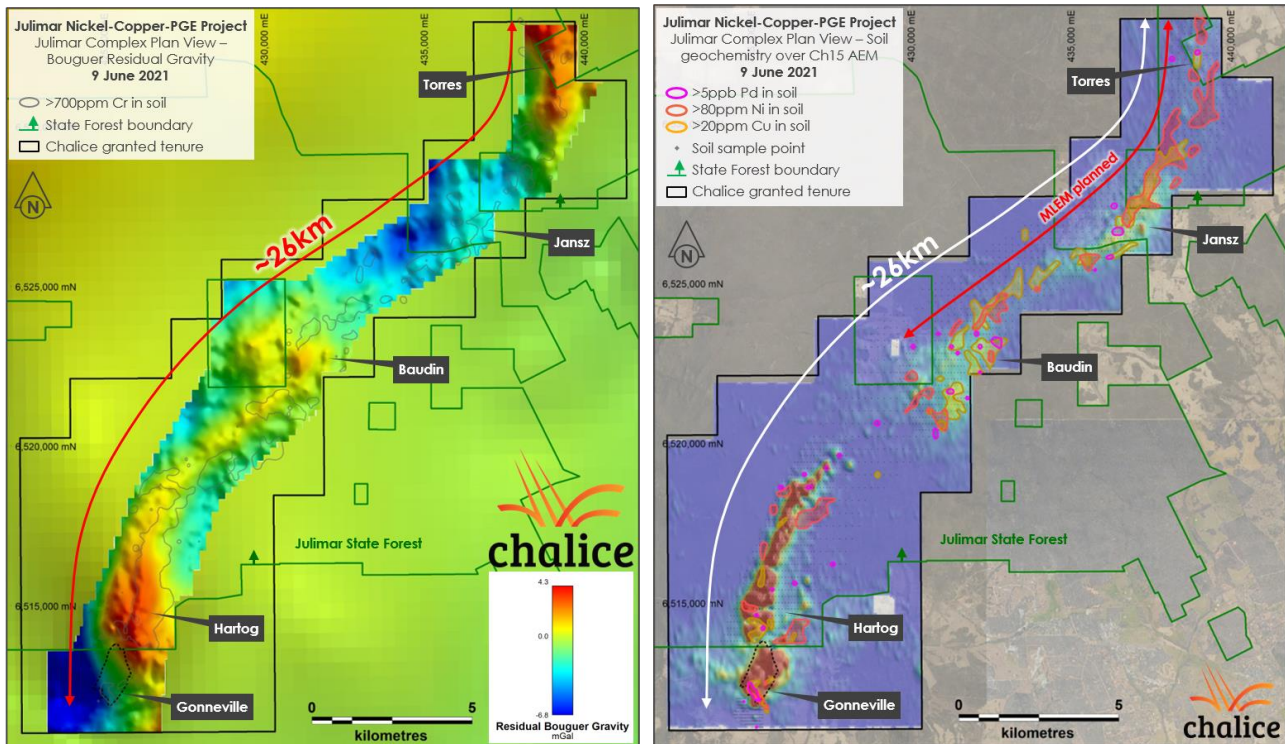 Julimar Nickel-Copper-PGE Project
Julimar Complex Plan View –
Bouguer Residual Gravity
9 June 2021
>700ppm Cr in soil
State Forest boundary
Chalice granted tenure
N
430,000 mE
435,000 mE
440,000 mE
Torres
~26km
Jansz
6,525,000 mN
Baudin
6,520,000 mN
chalice
Julimar State Forest
6,515,000 mN
Hartog
Gonneville
0 5
kilometres
4.3
0.0
-6.8
Residual Bouguer Gravity
mGal
Julimar Nickel-Copper-PGE Project
Julimar Complex Plan View – Soil
geochemistry over Ch15 AEM
9 June 2021
>5ppb Pd in soil
>80ppm Ni in soil
>20ppm Cu in soil
Soil sample point
State Forest boundary
Chalice granted tenure
N
430,000 mE
435,000 mE
440,000 mE
Torres
MLEM planned
~26km
Jansz
6,525,000 mN
Baudin
6,520,000 mN
Julimar State Forest
6,515,000 mN
Hartog
Gonneville
0 5
kilometres
chalice